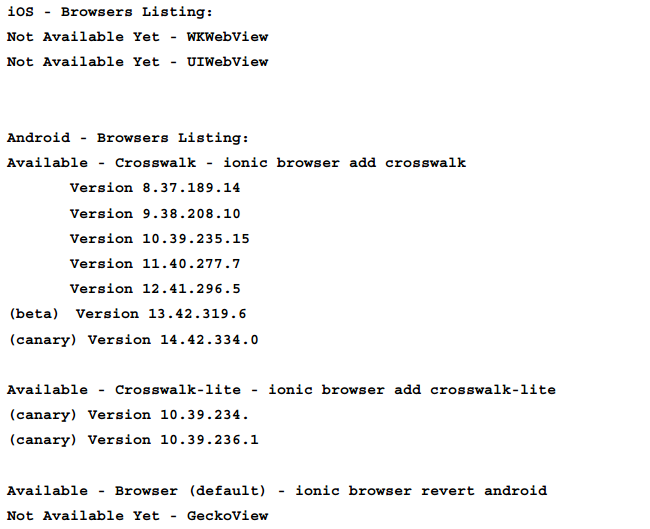 iOS - Browsers Listing:
Not Available Yet - WKWebView
Not Available Yet - UIWebView
Android - Browsers Listing:
Available - Crosswalk - ionic browser add crosswalk
Version 8.37.189.14
Version 9.38.208.10
Version 10.39.235.15
Version 11.40.277.7
Version 12.41.296.5
(beta) Version 13.42.319.6
(canary) Version 14.42.334.0
Available - Crosswalk-lite - ionic browser add crosswalk-lite
(canary) Version 10.39.234.
(canary) Version 10.39.236.1
Available - Browser (default) - ionic browser revert android
Not Available Yet - GeckoView